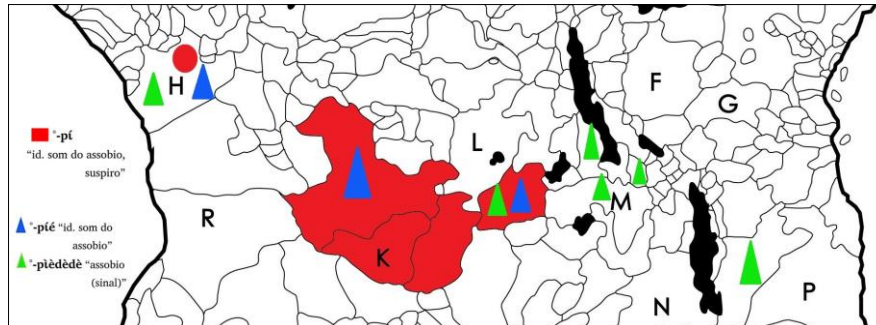 F
H
G
L
°-pí
“id. som do assobio,
suspiro”
M
R
°-píé “id. som do
assobio”
K
°-pìèdèdè “assobio
(sinal)”
N
P